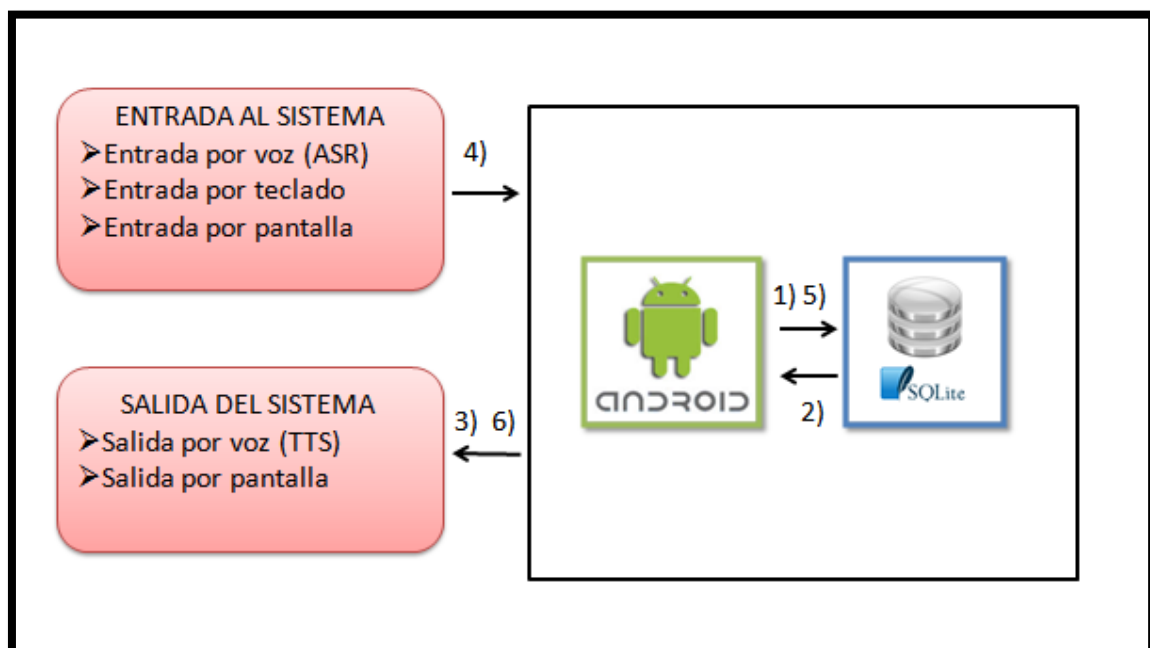 ENTRADA AL SISTEMA
➢Entrada por voz (ASR)
➢Entrada por teclado
➢Entrada por pantalla
4)
1) 5)
ANDROID
SQLite
2)
SALIDA DEL SISTEMA
➢Salida por voz (TTS)
➢Salida por pantalla
3) 6)